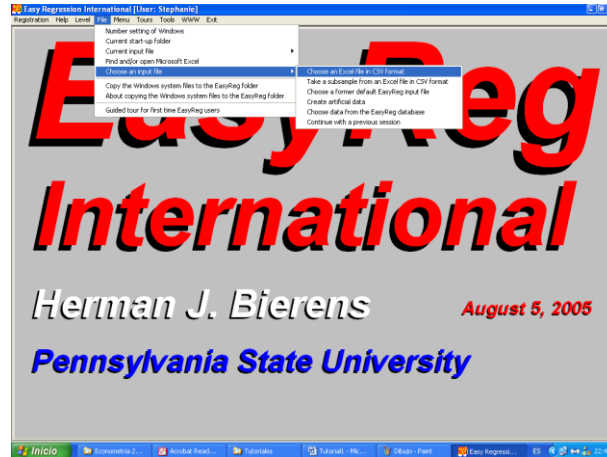 Easy Regression International [User: Stephanie]
Registration Help Level File Menu Tours Tools WWW Exit
Number setting of Windows
Current start-up folder
Current input file
Find and/or open Microsoft Excel
Choose an input file
Copy the Windows system files to the EasyReg folder
About copying the Windows system files to the EasyReg folder
Guided tour for first time EasyReg users
Choose an Excel file in CSV format
Take a subsample from an Excel file in CSV format
Choose a former default EasyReg input file
Create artificial data
Choose data from the EasyReg database
Continue with a previous session
EasyReg
International
Herman J. Bierens
August 5, 2005
Pennsylvania State University
Inicio Econometria 2... Acrobat Read... Tutoriales Tutorial1 - Mic... Dibujo - Paint Easy Regressi... ES